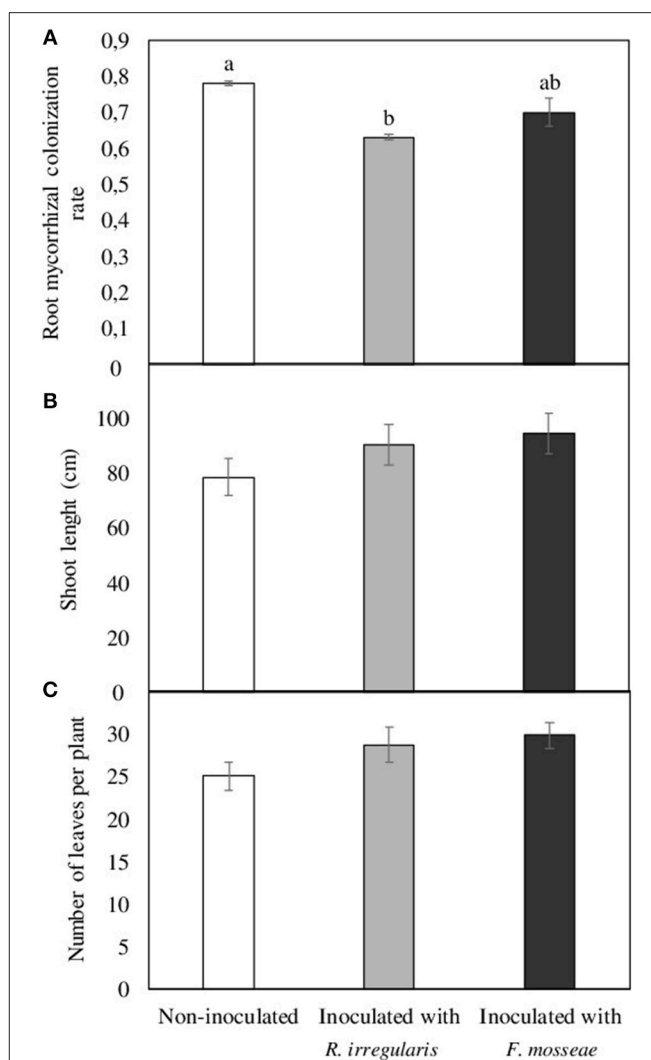 A
Root mycorrhizal colonization
rate
0,9
0,8
0,7
0,6
0,5
0,4
0,3
0,2
0,1
0
a
b
ab
B
Shoot lenght (cm)
100
80
60
40
20
0
C
Number of leaves per plant
30
25
20
15
10
5
0
Non-inoculated
Inoculated with
R. irregularis
Inoculated with
F. mosseae